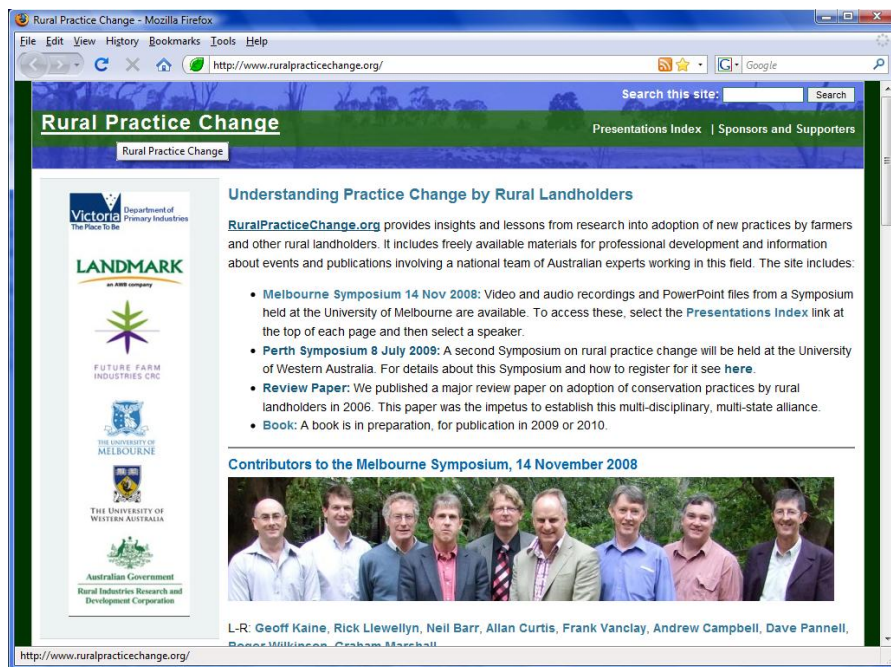 Rural Practice Change - Mozilla Firefox
File Edit View History Bookmarks Tools Help
http://www.ruralpracticechange.org/
G Google
Search this site: Search
Rural Practice Change
Presentations Index | Sponsors and Supporters
Rural Practice Change
Victoria
The Place To Be
Department of
Primary Industries
LANDMARK
an AWB company
FUTURE FARM
INDUSTRIES CRC
THE UNIVERSITY OF
MELBOURNE
THE UNIVERSITY OF
WESTERN AUSTRALIA
Australian Government
Rural Industries Research and
Development Corporation
Understanding Practice Change by Rural Landholders
RuralPracticeChange.org provides insights and lessons from research into adoption of new practices by farmers
and other rural landholders. It includes freely available materials for professional development and information
about events and publications involving a national team of Australian experts working in this field. The site includes:
• Melbourne Symposium 14 Nov 2008: Video and audio recordings and PowerPoint files from a Symposium
held at the University of Melbourne are available. To access these, select the Presentations Index link at
the top of each page and then select a speaker.
• Perth Symposium 8 July 2009: A second Symposium on rural practice change will be held at the University
of Western Australia. For details about this Symposium and how to register for it see here.
• Review Paper: We published a major review paper on adoption of conservation practices by rural
landholders in 2006. This paper was the impetus to establish this multi-disciplinary, multi-state alliance.
• Book: A book is in preparation, for publication in 2009 or 2010.
Contributors to the Melbourne Symposium, 14 November 2008
L-R: Geoff Kaine, Rick Llewellyn, Neil Barr, Allan Curtis, Frank Vanclay, Andrew Campbell, Dave Pannell,
Roger Wilkinson, Graham Marshall
http://www.ruralpracticechange.org/